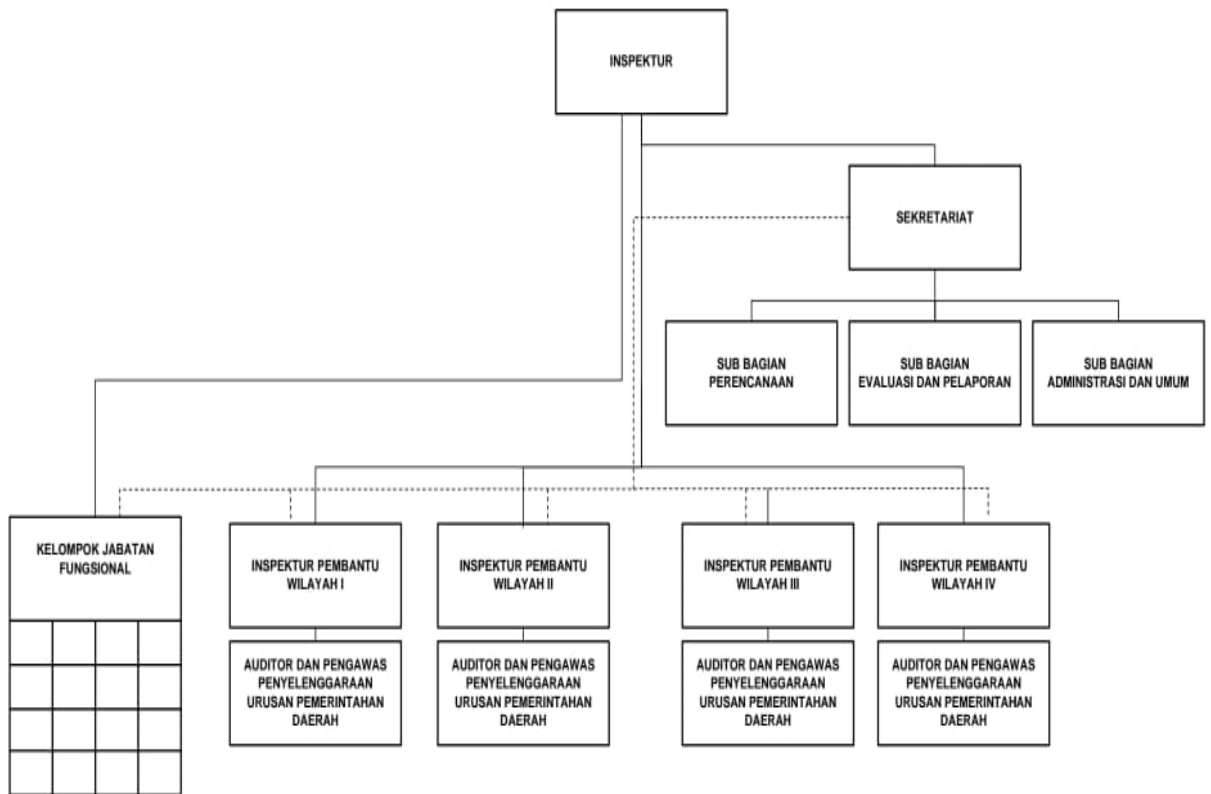 INSPEKTUR
SEKRETARIAT
SUB BAGIAN
PERENCANAAN
SUB BAGIAN
EVALUASI DAN PELAPORAN
SUB BAGIAN
ADMINISTRASI DAN UMUM
KELOMPOK JABATAN
FUNGSIONAL
INSPEKTUR PEMBANTU
WILAYAH I
INSPEKTUR PEMBANTU
WILAYAH II
INSPEKTUR PEMBANTU
WILAYAH III
INSPEKTUR PEMBANTU
WILAYAH IV
AUDITOR DAN PENGAWAS
PENYELENGGARAAN
URUSAN PEMERINTAHAN
DAERAH
AUDITOR DAN PENGAWAS
PENYELENGGARAAN
URUSAN PEMERINTAHAN
DAERAH
AUDITOR DAN PENGAWAS
PENYELENGGARAAN
URUSAN PEMERINTAHAN
DAERAH
AUDITOR DAN PENGAWAS
PENYELENGGARAAN
URUSAN PEMERINTAHAN
DAERAH